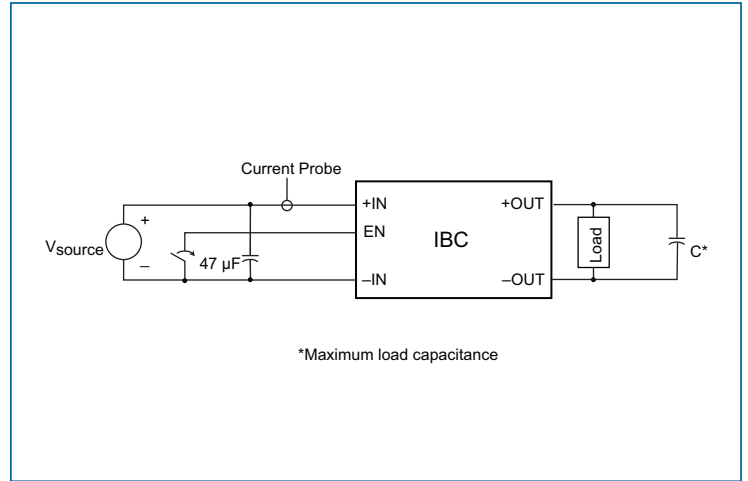 Current Probe
+IN
+OUT
+
EN
IBC
Load
Vsource
47 µF
C*
–
–IN
–OUT
*Maximum load capacitance